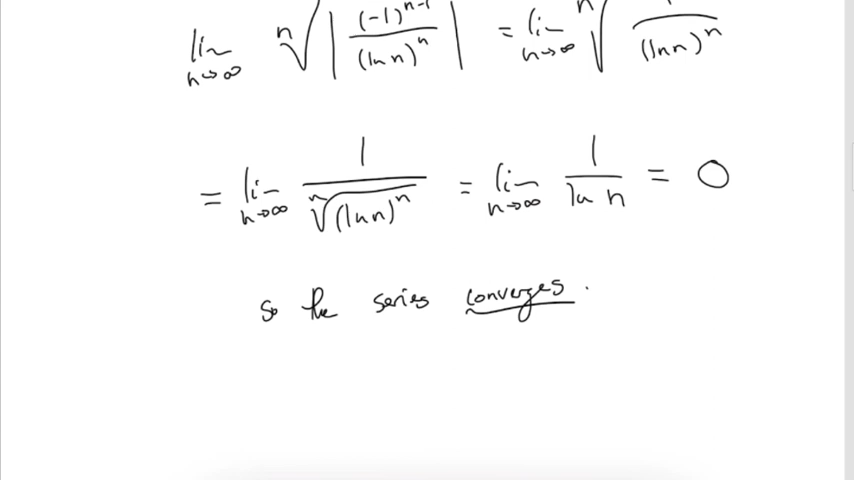 lim n→∞ ⁿ√|(-1)^(n-1)/(ln n)^n| = lim n→∞ ⁿ√(1/(ln n)^n)
= lim n→∞ 1/ⁿ√((ln n)^n) = lim n→∞ 1/ln n = 0
so the series converges.